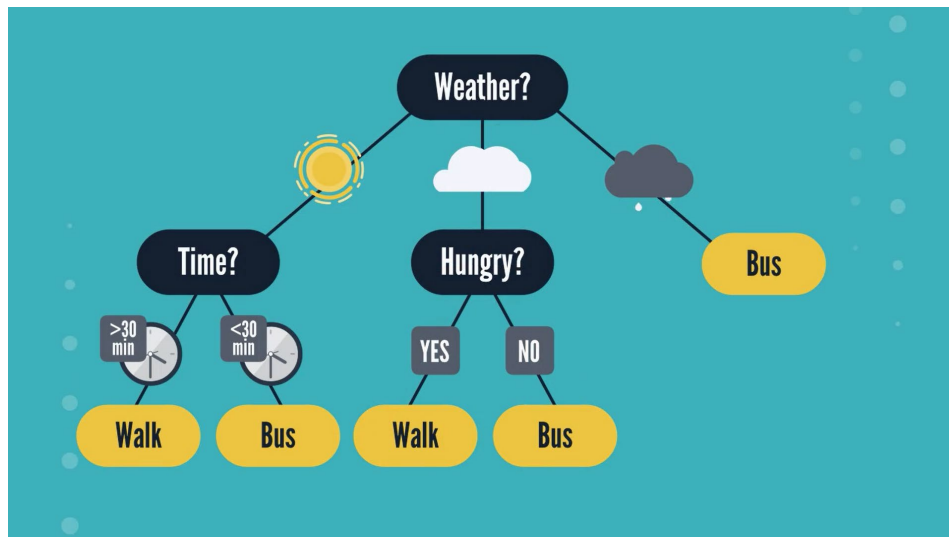 Weather?
Time?
Hungry?
Bus
>30
min
<30
min
YES
NO
Walk
Bus
Walk
Bus